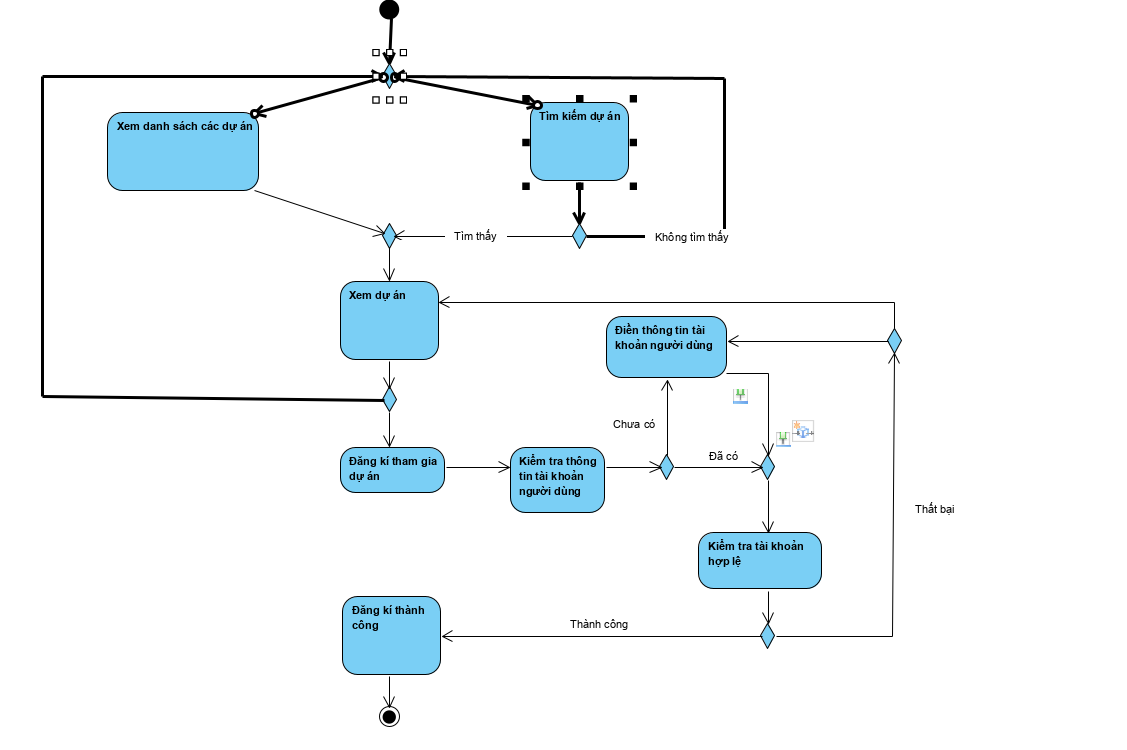 Xem danh sách các dự án
Tìm kiếm dự án
Tìm thấy
Không tìm thấy
Xem dự án
Điền thông tin tài
khoản người dùng
Chưa có
Đã có
Đăng kí tham gia
dự án
Kiểm tra thông
tin tài khoản
người dùng
Thất bại
Kiểm tra tài khoản
hợp lệ
Đăng kí thành
công
Thành công